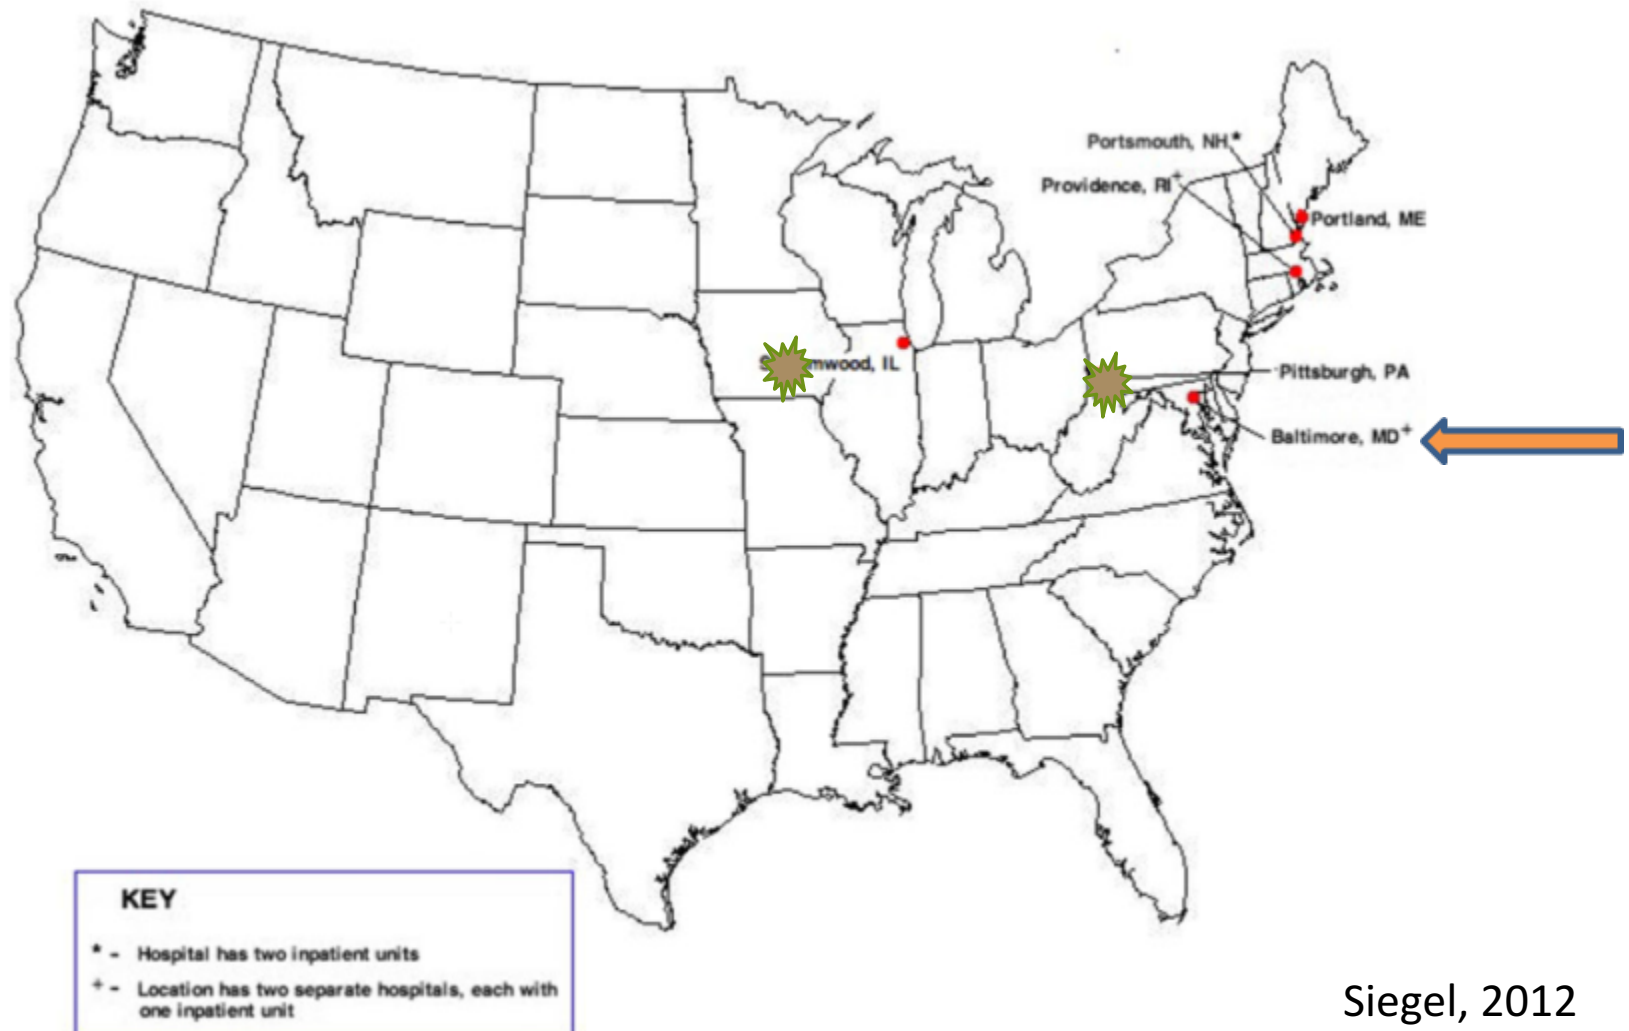 Portsmouth, NH*
Providence, RI+
Portland, ME
wood, IL
Pittsburgh, PA
Baltimore, MD+
KEY
* - Hospital has two inpatient units
+ - Location has two separate hospitals, each with
one inpatient unit
Siegel, 2012